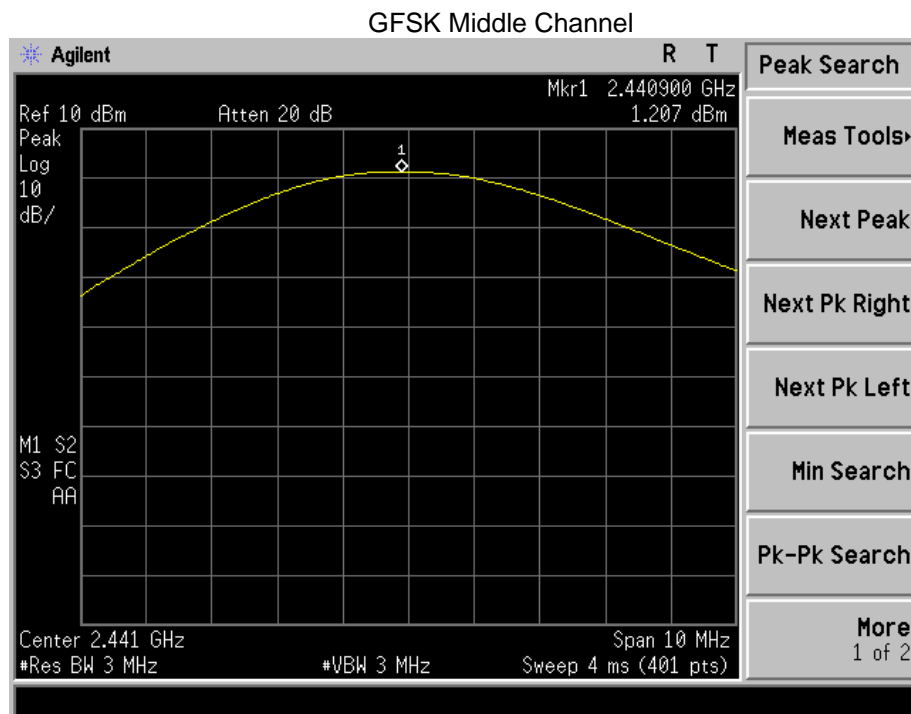 GFSK Middle Channel
Agilent
R T
Peak Search
Mkr1 2.440900 GHz
Ref 10 dBm Atten 20 dB 1.207 dBm
Peak
Log
10
dB/
1
Meas Tools
Next Peak
Next Pk Right
Next Pk Left
M1 S2
S3 FC
AA
Min Search
Pk-Pk Search
Center 2.441 GHz Span 10 MHz
#Res BW 3 MHz #VBW 3 MHz Sweep 4 ms (401 pts)
More
1 of 2